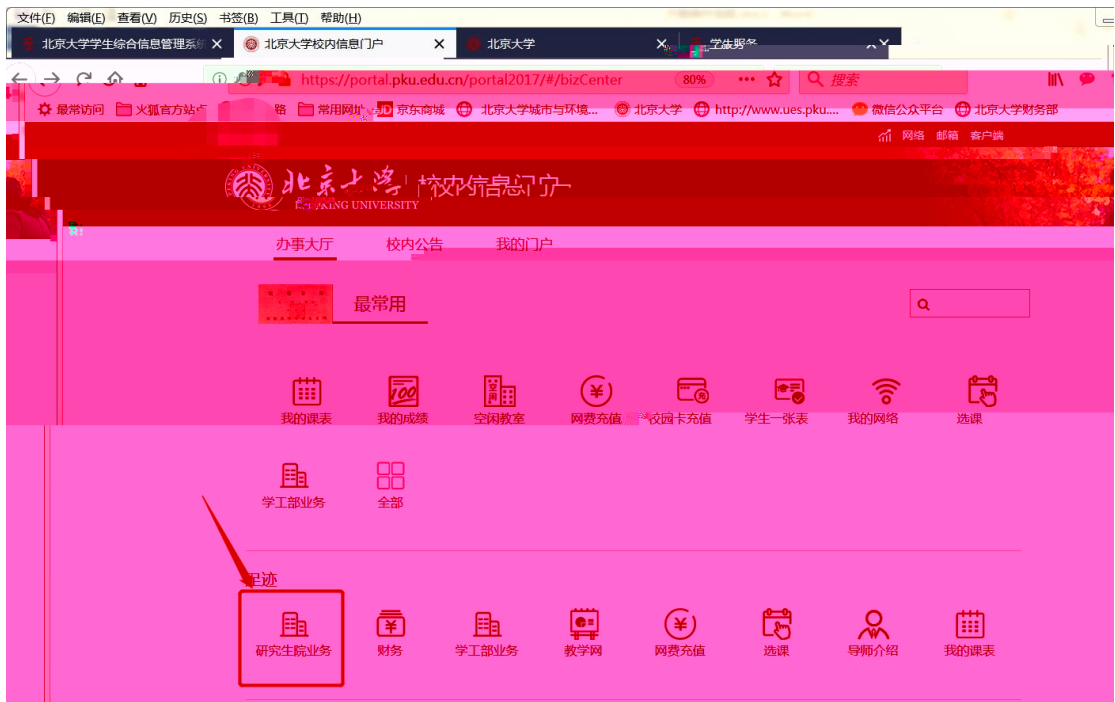 文件(F) 编辑(E) 查看(V) 历史(S) 书签(B) 工具(T) 帮助(H)
北京大学学生综合信息管理系统 北京大学校内信息门户 北京大学
https://portal.pku.edu.cn/portal2017/#/bizCenter 80% 搜索
最常访问 火狐官方站点 常用网址 JD 京东商城 北京大学城市与环境... 北京大学 http://www.ues.pku.... 微信公众平台 北京大学财务部
网络 邮箱 客户端
北京大学 校内信息门户
UNIVERSITY
办事大厅 校内公告 我的门户
最常用
我的课表 我的成绩 空闲教室 网费充值 校园卡充值 学生一张表 我的网络 选课
学工部业务 全部
足迹
研究生院业务 财务 学工部业务 教学网 网费充值 选课 导师介绍 我的课表